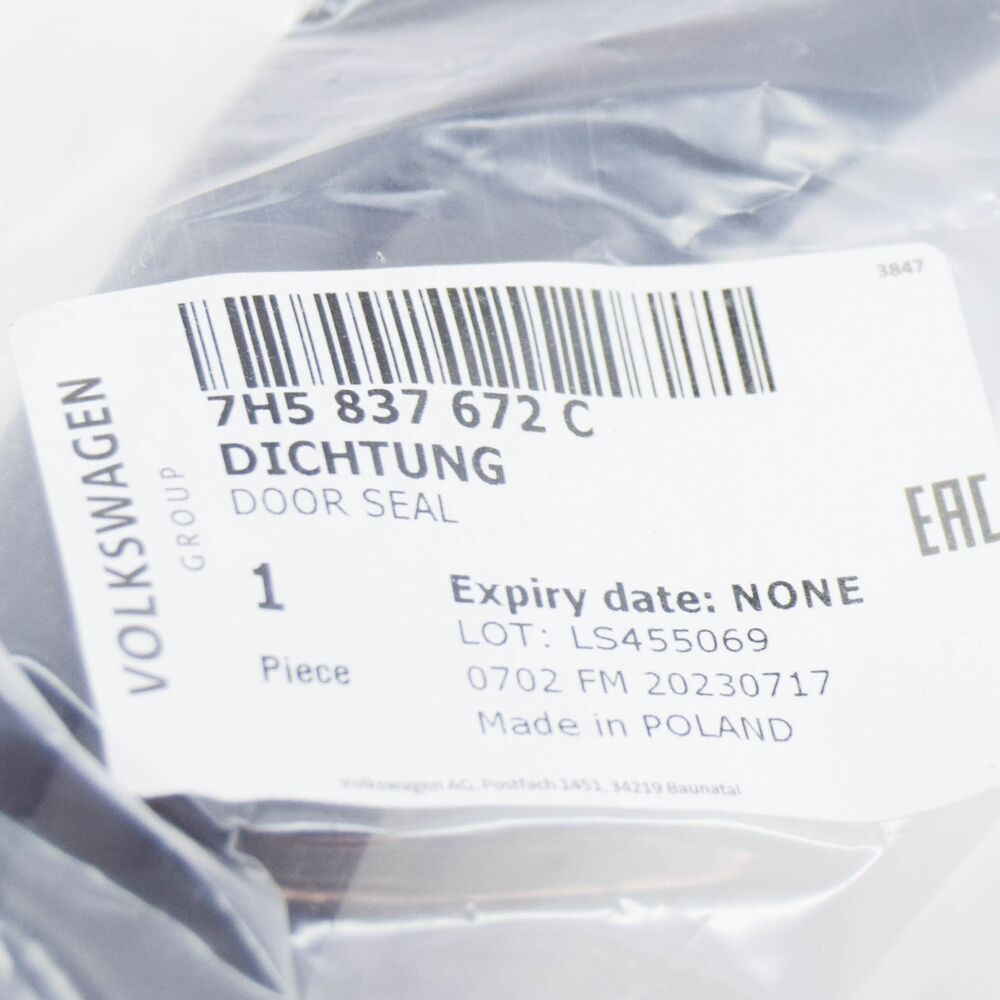 3847
VOLKSWAGEN
GROUP
7H5 837 672 C
DICHTUNG
DOOR SEAL
EAC
1
Piece
Expiry date: NONE
LOT: LS455069
0702 FM 20230717
Made in POLAND
Volkswagen AG, Postfach 1451, 34219 Baunatal